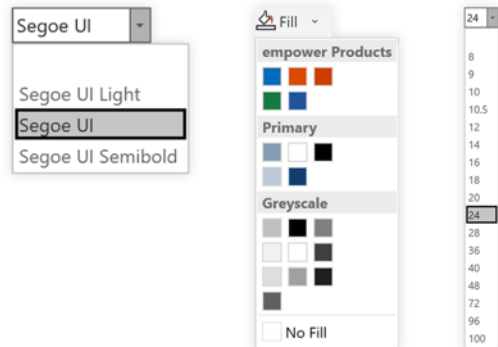 Segoe UI
Segoe UI Light
Segoe UI
Segoe UI Semibold
Fill
empower Products
Primary
Greyscale
No Fill
24
8
9
10
10.5
12
14
16
18
20
24
28
36
40
48
72
96
100